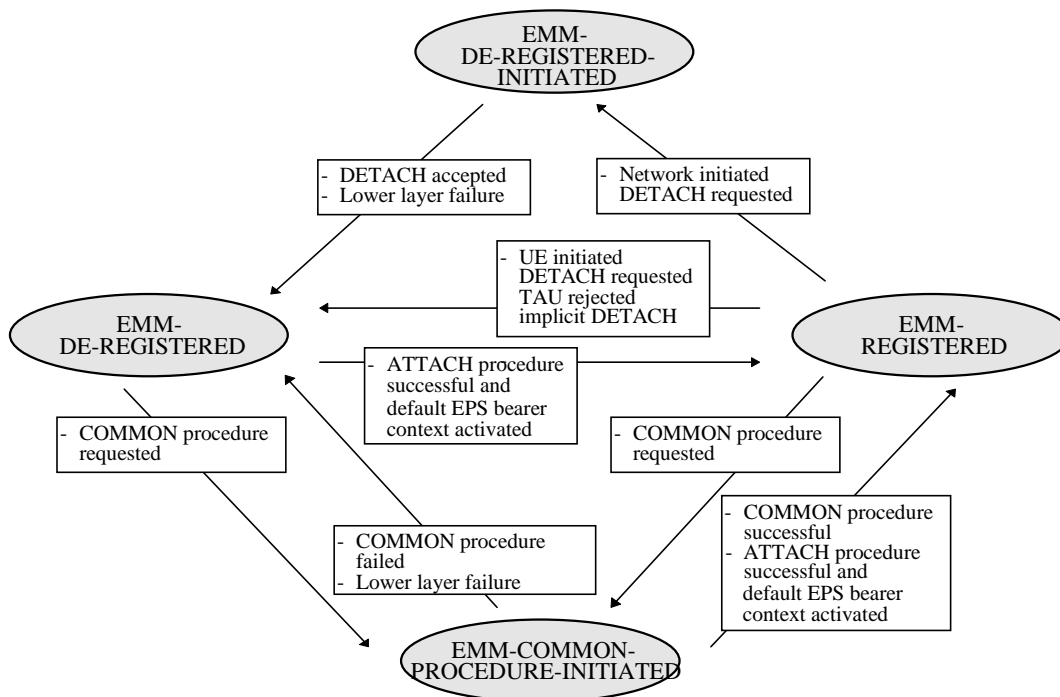 EMM-
DE-REGISTERED-
INITIATED
- DETACH accepted
- Lower layer failure
- Network initiated
DETACH requested
- UE initiated
DETACH requested
TAU rejected
implicit DETACH
EMM-
DE-REGISTERED
EMM-
REGISTERED
- ATTACH procedure
successful and
default EPS bearer
context activated
- COMMON procedure
requested
- COMMON procedure
requested
- COMMON procedure
failed
- Lower layer failure
- COMMON procedure
successful
- ATTACH procedure
successful and
default EPS bearer
context activated
EMM-COMMON-
PROCEDURE-INITIATED